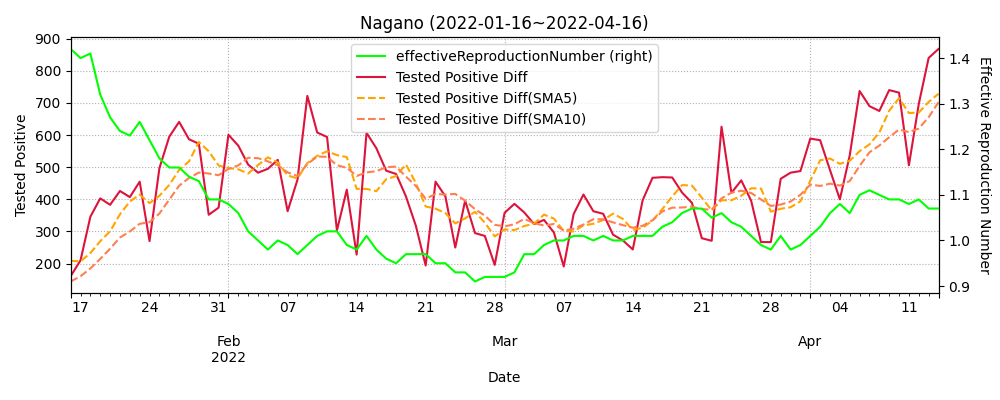 Nagano (2022-01-16~2022-04-16)
effectiveReproductionNumber (right)
Tested Positive Diff
Tested Positive Diff(SMA5)
Tested Positive Diff(SMA10)
Tested Positive
900
800
700
600
500
400
300
200
Effective Reproduction Number
1.4
1.3
1.2
1.1
1.0
0.9
17 24 31 07 14 21 28 07 14 21 28 04 11
Feb Mar Apr
2022
Date